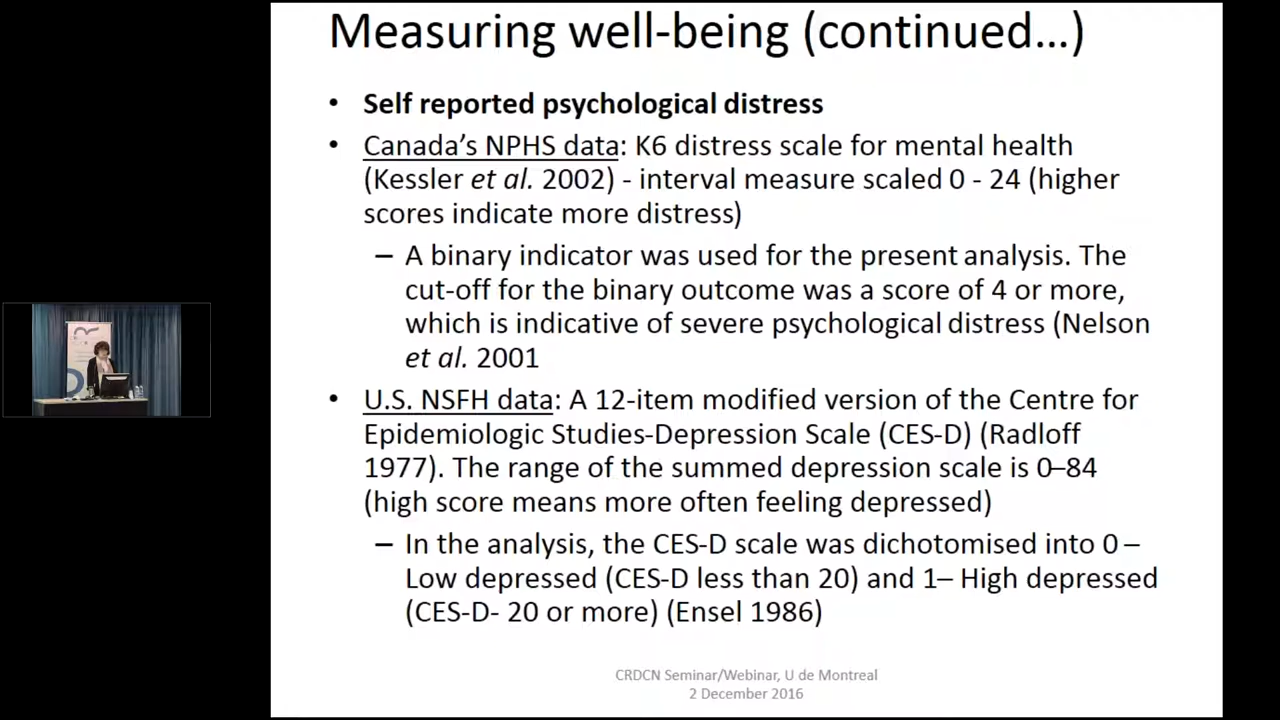 Measuring well-being (continued…)
• Self reported psychological distress
• Canada's NPHS data: K6 distress scale for mental health
(Kessler et al. 2002) - interval measure scaled 0 - 24 (higher
scores indicate more distress)
– A binary indicator was used for the present analysis. The
cut-off for the binary outcome was a score of 4 or more,
which is indicative of severe psychological distress (Nelson
et al. 2001
• U.S. NSFH data: A 12-item modified version of the Centre for
Epidemiologic Studies-Depression Scale (CES-D) (Radloff
1977). The range of the summed depression scale is 0–84
(high score means more often feeling depressed)
– In the analysis, the CES-D scale was dichotomised into 0 –
Low depressed (CES-D less than 20) and 1– High depressed
(CES-D- 20 or more) (Ensel 1986)
CRDCN Seminar/Webinar, U de Montreal
2 December 2016